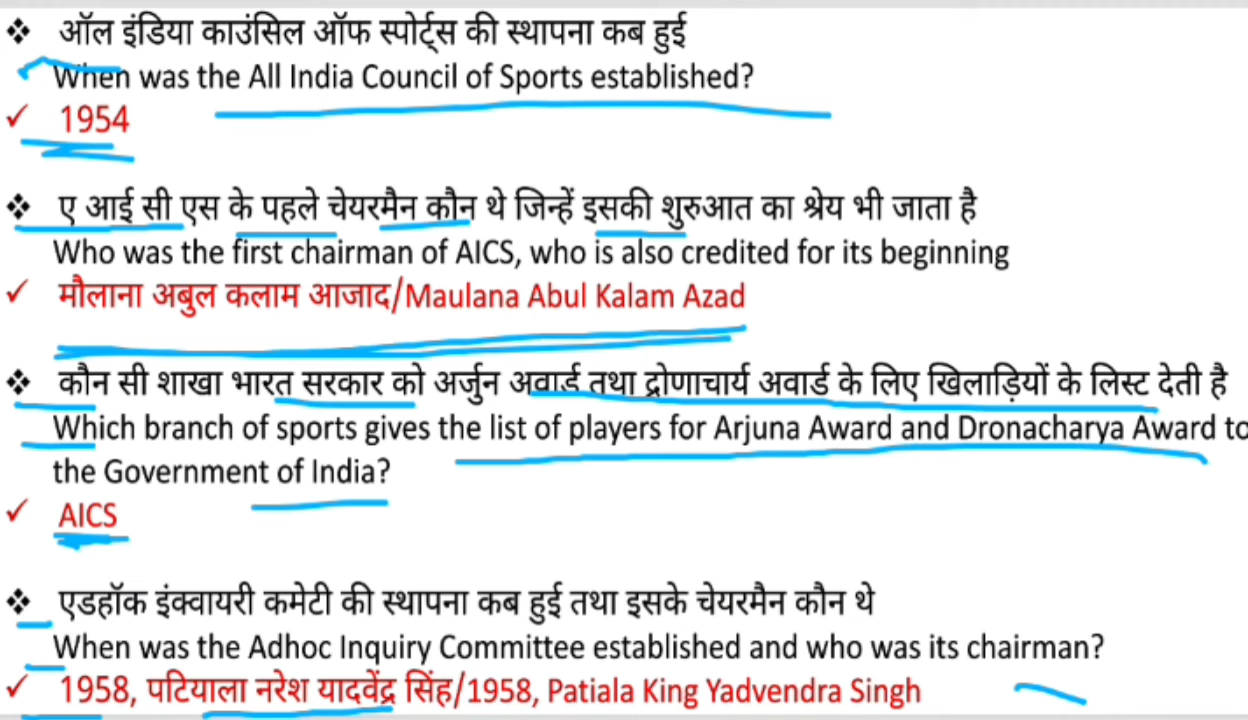 ❖ ऑल इंडिया काउंसिल ऑफ स्पोर्ट्स की स्थापना कब हुई
When was the All India Council of Sports established?
✓ 1954
❖ ए आई सी एस के पहले चेयरमैन कौन थे जिन्हें इसकी शुरुआत का श्रेय भी जाता है
Who was the first chairman of AICS, who is also credited for its beginning
✓ मौलाना अबुल कलाम आजाद/Maulana Abul Kalam Azad
❖ कौन सी शाखा भारत सरकार को अर्जुन अवार्ड तथा द्रोणाचार्य अवार्ड के लिए खिलाड़ियों के लिस्ट देती है
Which branch of sports gives the list of players for Arjuna Award and Dronacharya Award to
the Government of India?
✓ AICS
❖ एडहॉक इंक्वायरी कमेटी की स्थापना कब हुई तथा इसके चेयरमैन कौन थे
When was the Adhoc Inquiry Committee established and who was its chairman?
✓ 1958, पटियाला नरेश यादवेंद्र सिंह/1958, Patiala King Yadvendra Singh